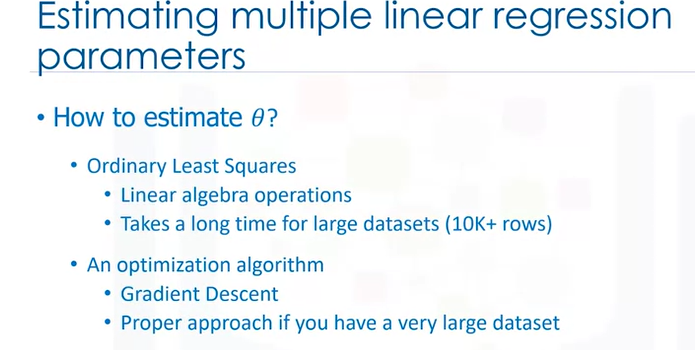 Estimating multiple linear regression
parameters
• How to estimate θ?
• Ordinary Least Squares
• Linear algebra operations
• Takes a long time for large datasets (10K+ rows)
• An optimization algorithm
• Gradient Descent
• Proper approach if you have a very large dataset